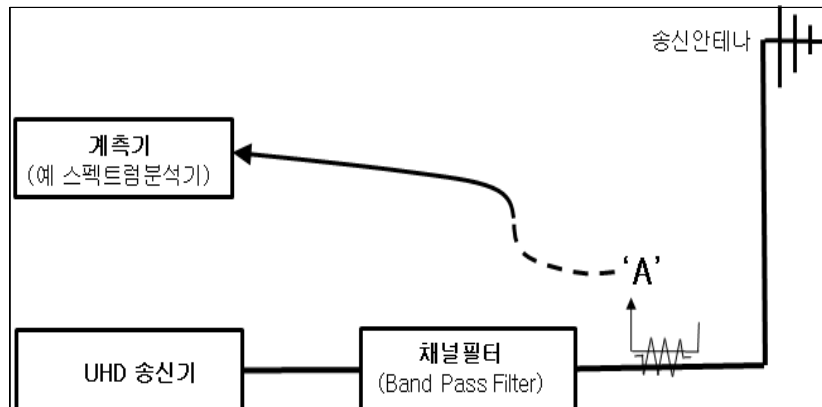 송신안테나
계측기
(예 스펙트럼분석기)
‘A’
UHD 송신기
채널필터
(Band Pass Filter)